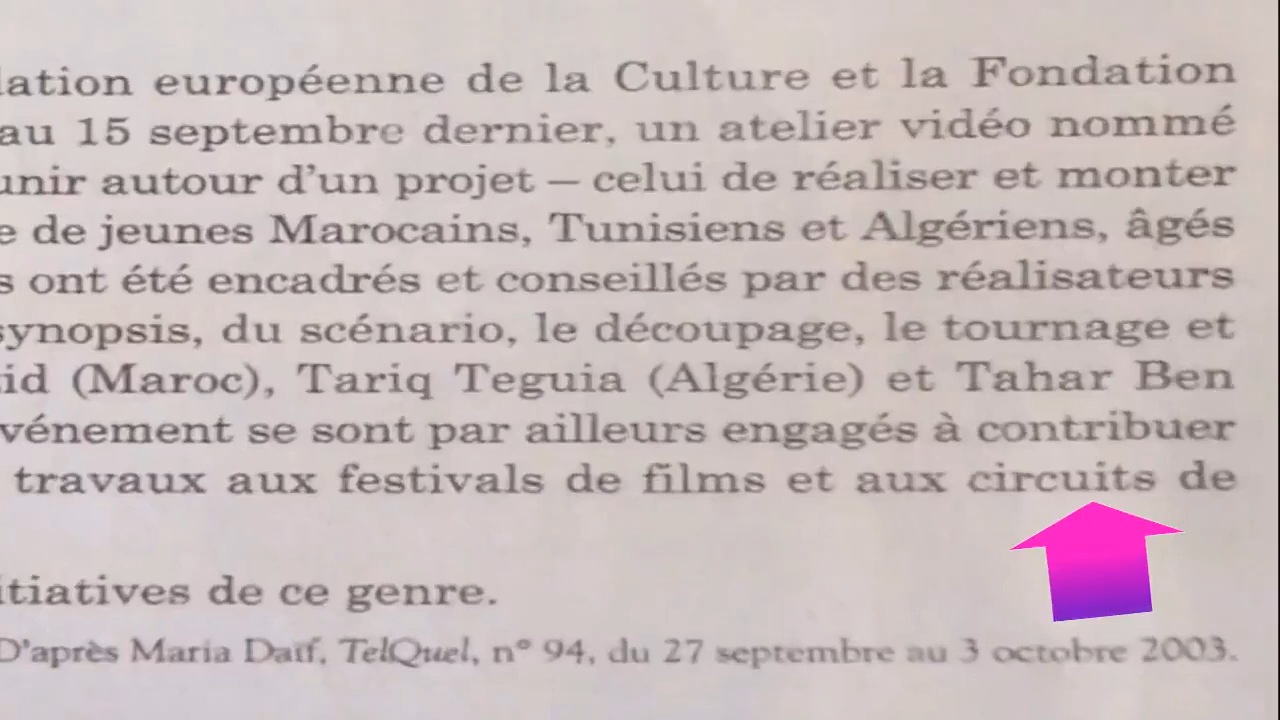 lation européenne de la Culture et la Fondation
au 15 septembre dernier, un atelier vidéo nommé
unir autour d'un projet – celui de réaliser et monter
e de jeunes Marocains, Tunisiens et Algériens, âgés
s ont été encadrés et conseillés par des réalisateurs
synopsis, du scénario, le découpage, le tournage et
id (Maroc), Tariq Teguia (Algérie) et Tahar Ben
vénement se sont par ailleurs engagés à contribuer
travaux aux festivals de films et aux circuits de
itiatives de ce genre.
D'après Maria Daïf, TelQuel, n° 94, du 27 septembre au 3 octobre 2003.